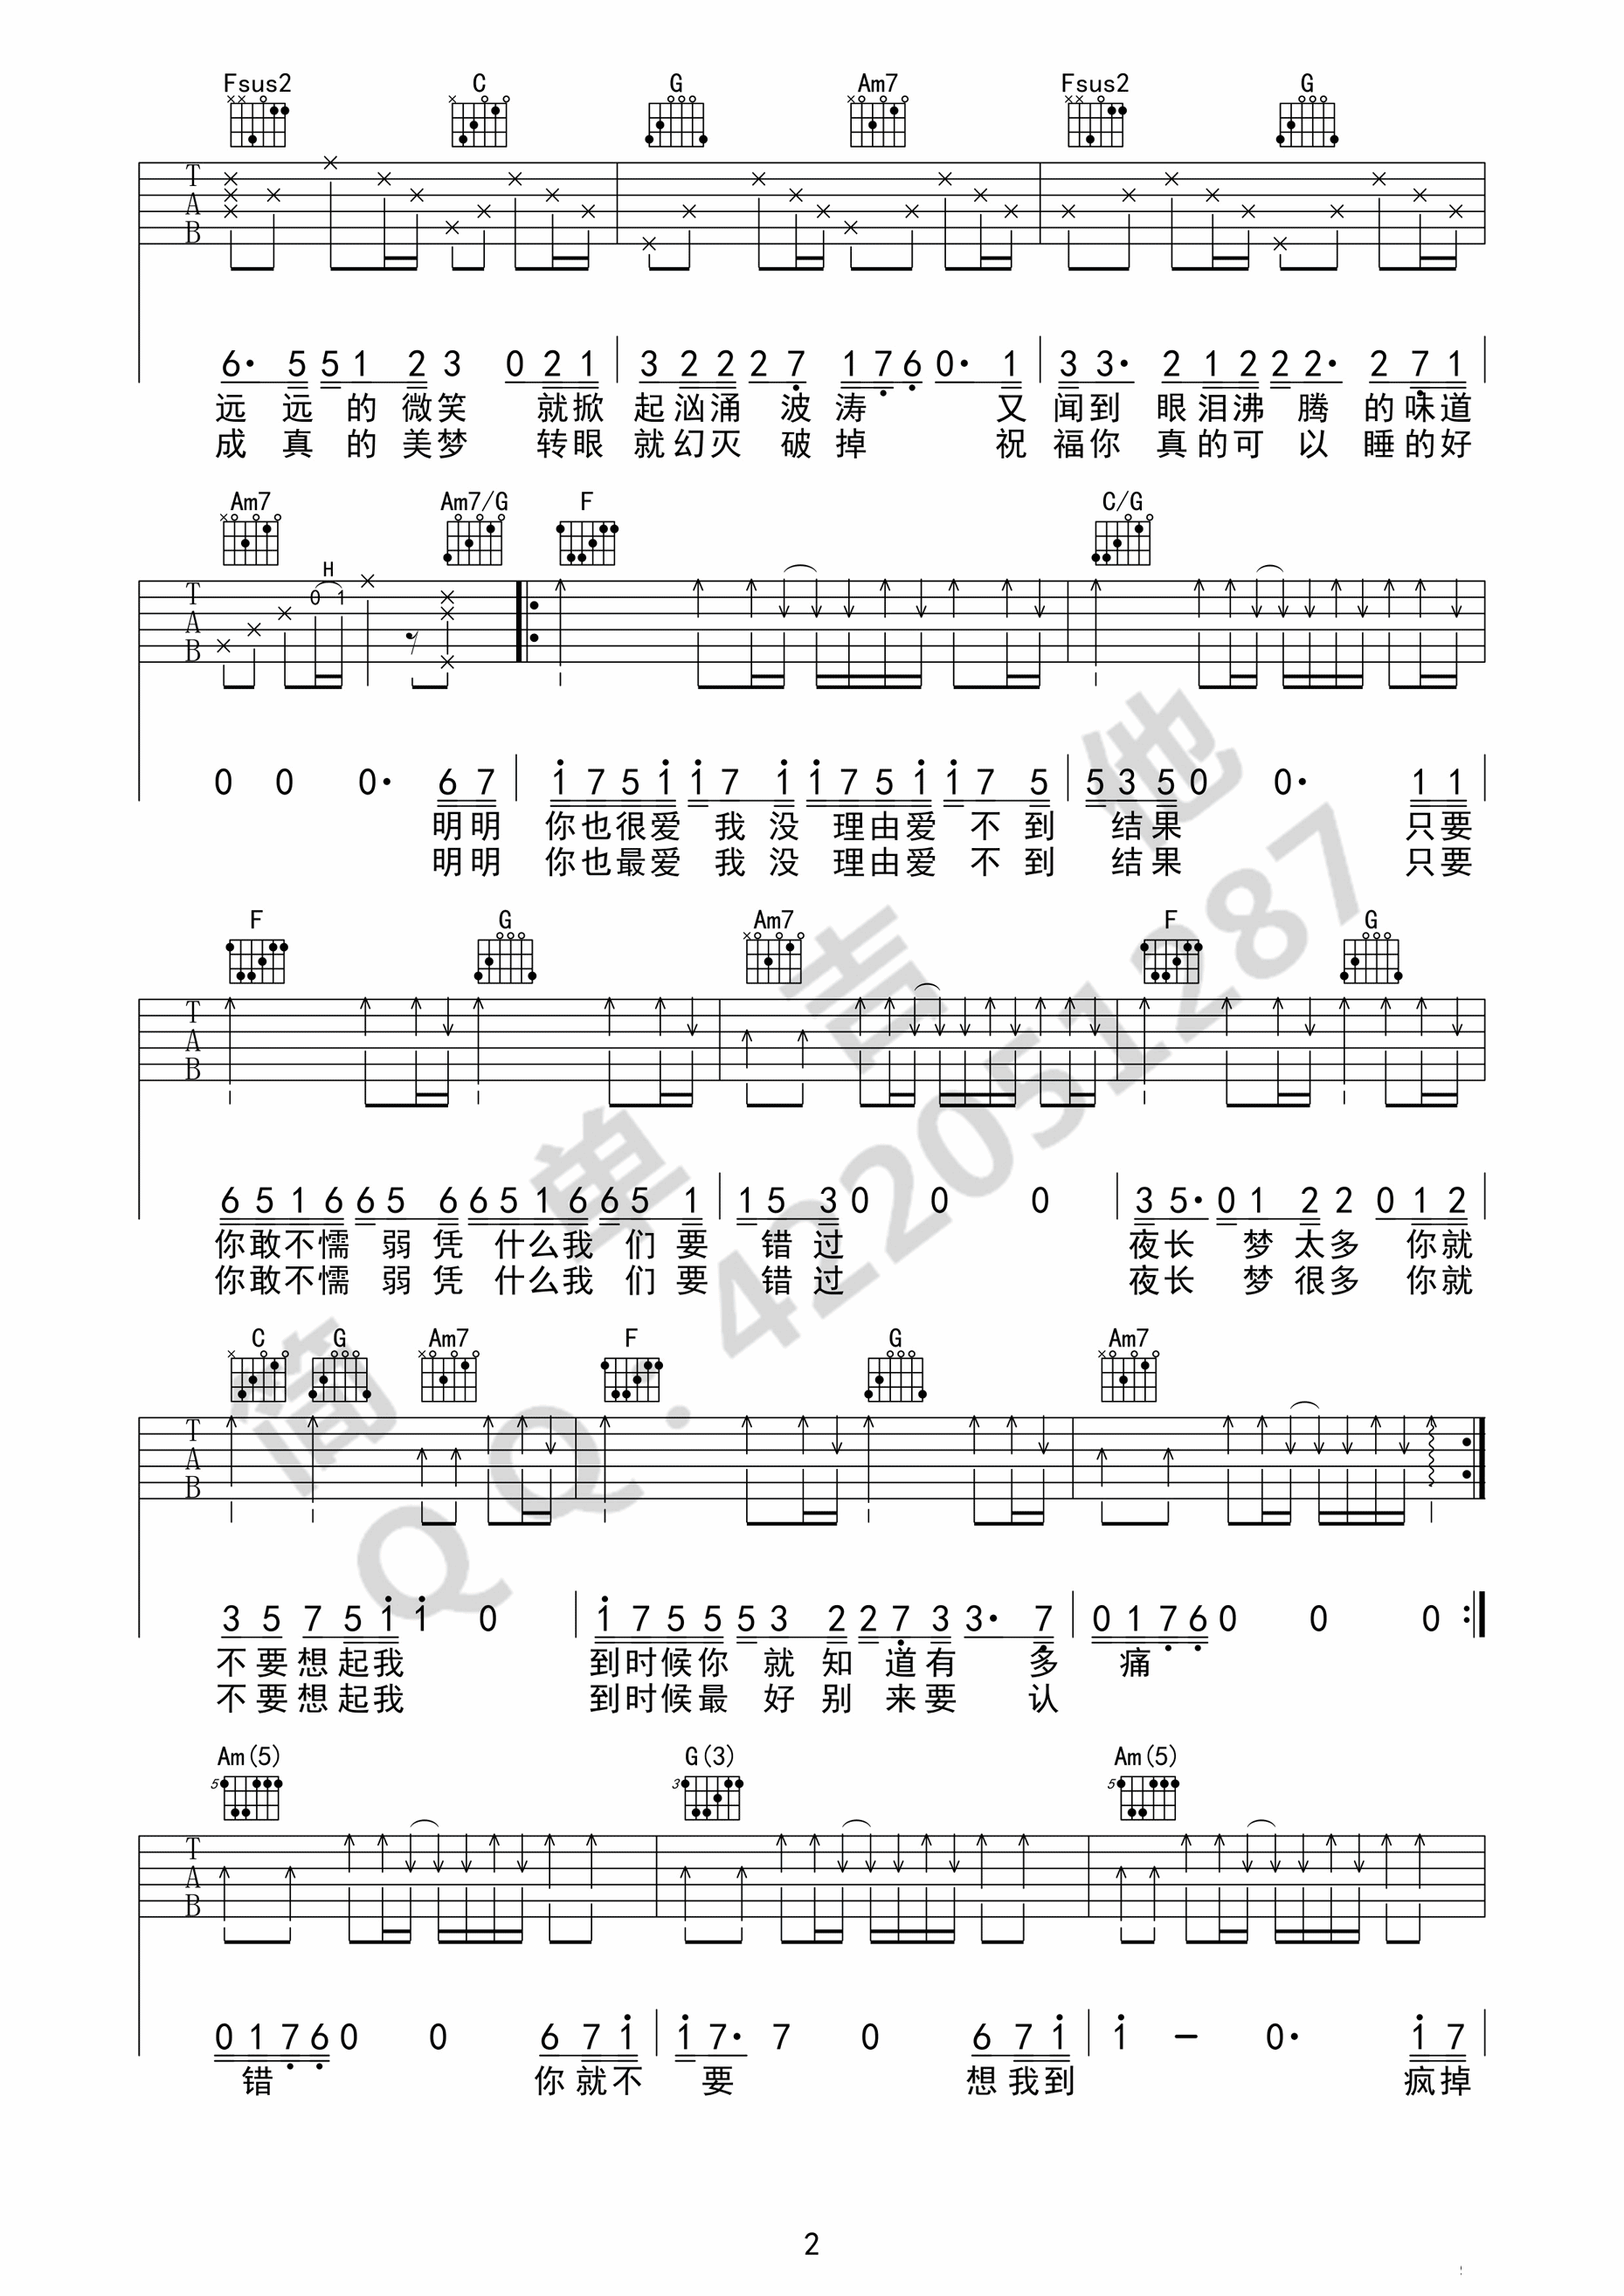 Fsus2 C G Am7 Fsus2 G
T
A
B
6· 5 5 1 2 3 0 2 1 3 2 2 2 7 1 7 6 0· 1 3 3· 2 1 2 2 2· 2 7 1
远 远 的 微 笑 就 掀 起 汹 涌 波 涛 又 闻 到 眼 泪 沸 腾 的 味 道
成 真 的 美 梦 转 眼 就 幻 灭 破 掉 祝 福 你 真 的 可 以 睡 的 好
Am7 Am7/G F C/G
H
0 1
T
A
B
0 0 0· 6 7 1 7 5 1 1 7 1 1 7 5 1 1 7 5 5 3 5 0 0· 1 1
明 明 你 也 很 爱 我 没 理 由 爱 不 到 结 果 只 要
明 明 你 也 最 爱 我 没 理 由 爱 不 到 结 果 只 要
F G Am7 F G
T
A
B
6 5 1 6 6 5 6 6 5 1 6 6 5 1 1 5 3 0 0 0 3 5· 0 1 2 2 0 1 2
你 敢 不 懦 弱 凭 什 么 我 们 要 错 过 夜 长 梦 太 多 你 就
你 敢 不 懦 弱 凭 什 么 我 们 要 错 过 夜 长 梦 很 多 你 就
C G Am7 F G Am7
T
A
B
3 5 7 5 1 1 0 1 7 5 5 5 3 2 2 7 3 3· 7 0 1 7 6 0 0 0
不 要 想 起 我 到 时 候 你 就 知 道 有 多 痛
不 要 想 起 我 到 时 候 最 好 别 来 要 认
Am(5) G(3) Am(5)
5 3 5
T
A
B
0 1 7 6 0 0 6 7 1 1 7· 7 0 6 7 1 1 - 0· 1 7
错 你 就 不 要 想 我 到 疯 掉
简单吉他
QQ：422051287
2